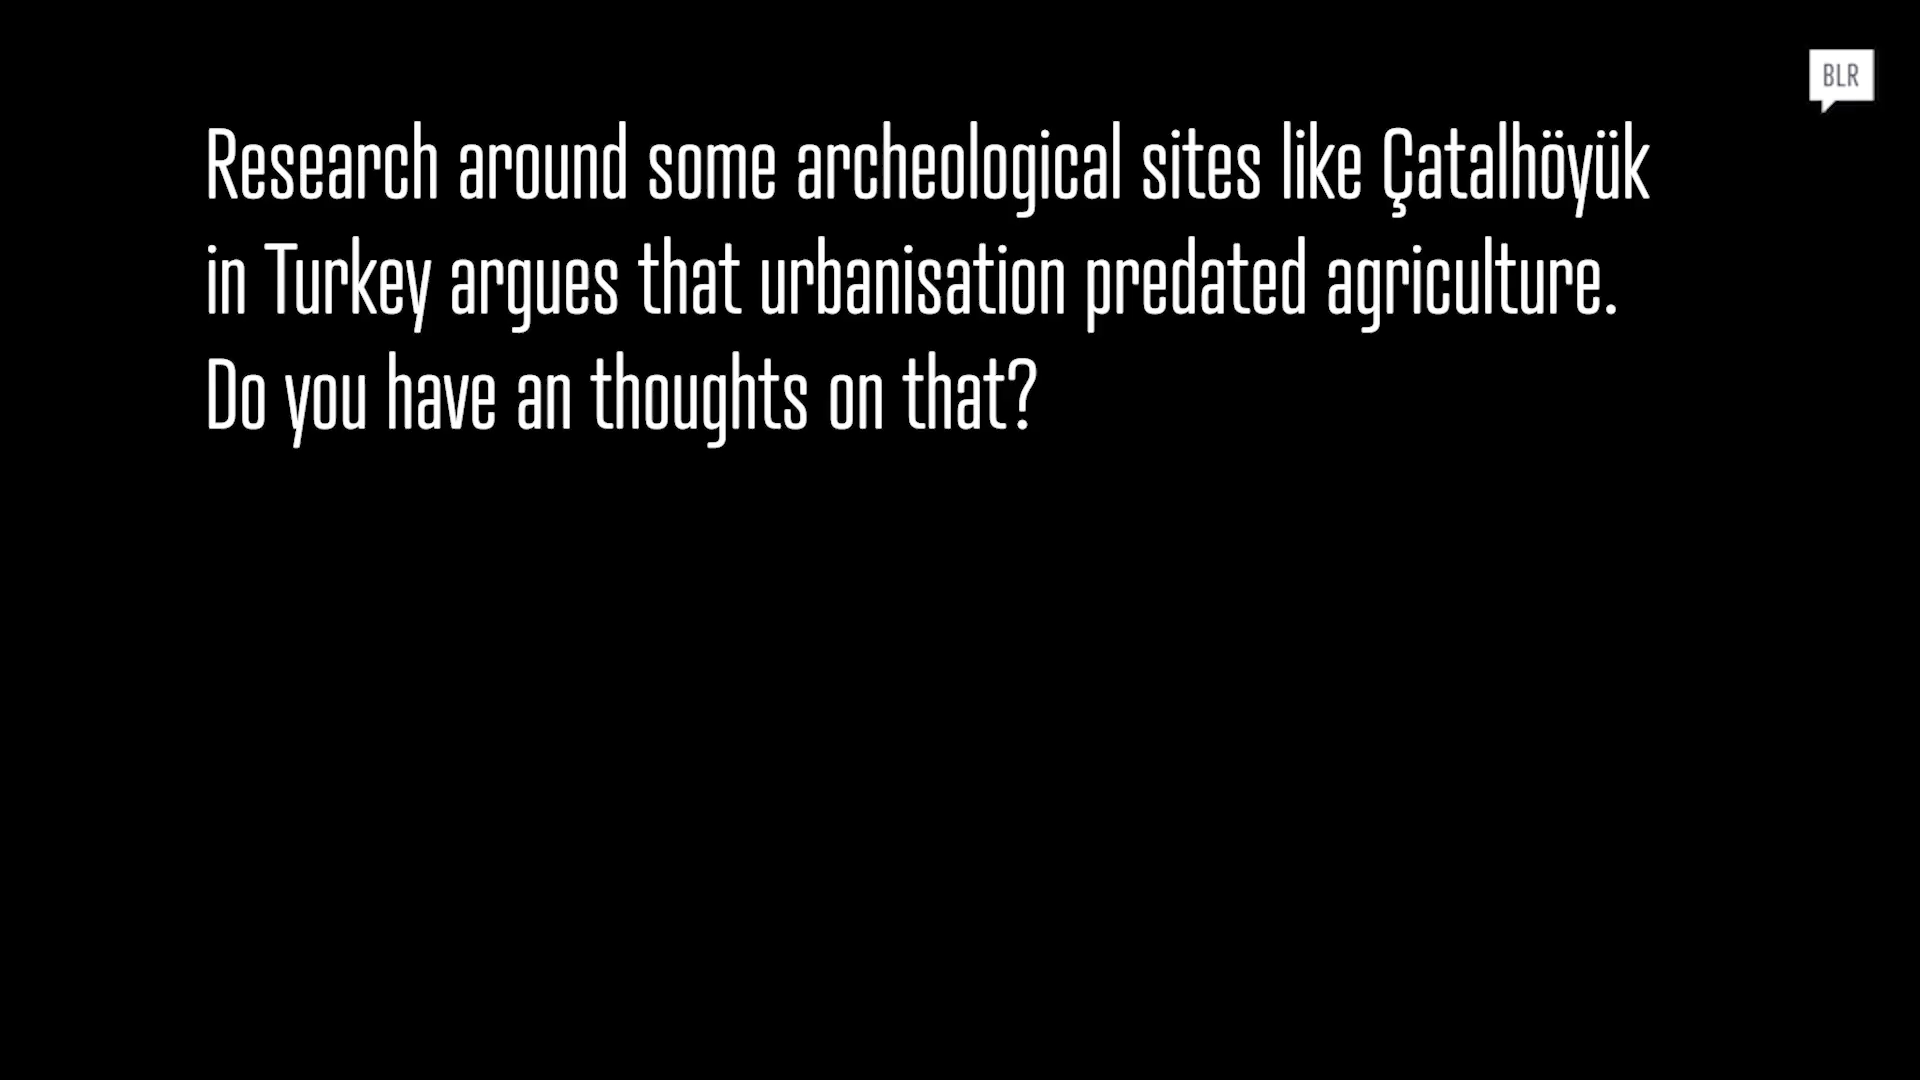 BLR
Research around some archeological sites like Çatalhöyük
in Turkey argues that urbanisation predated agriculture.
Do you have an thoughts on that?